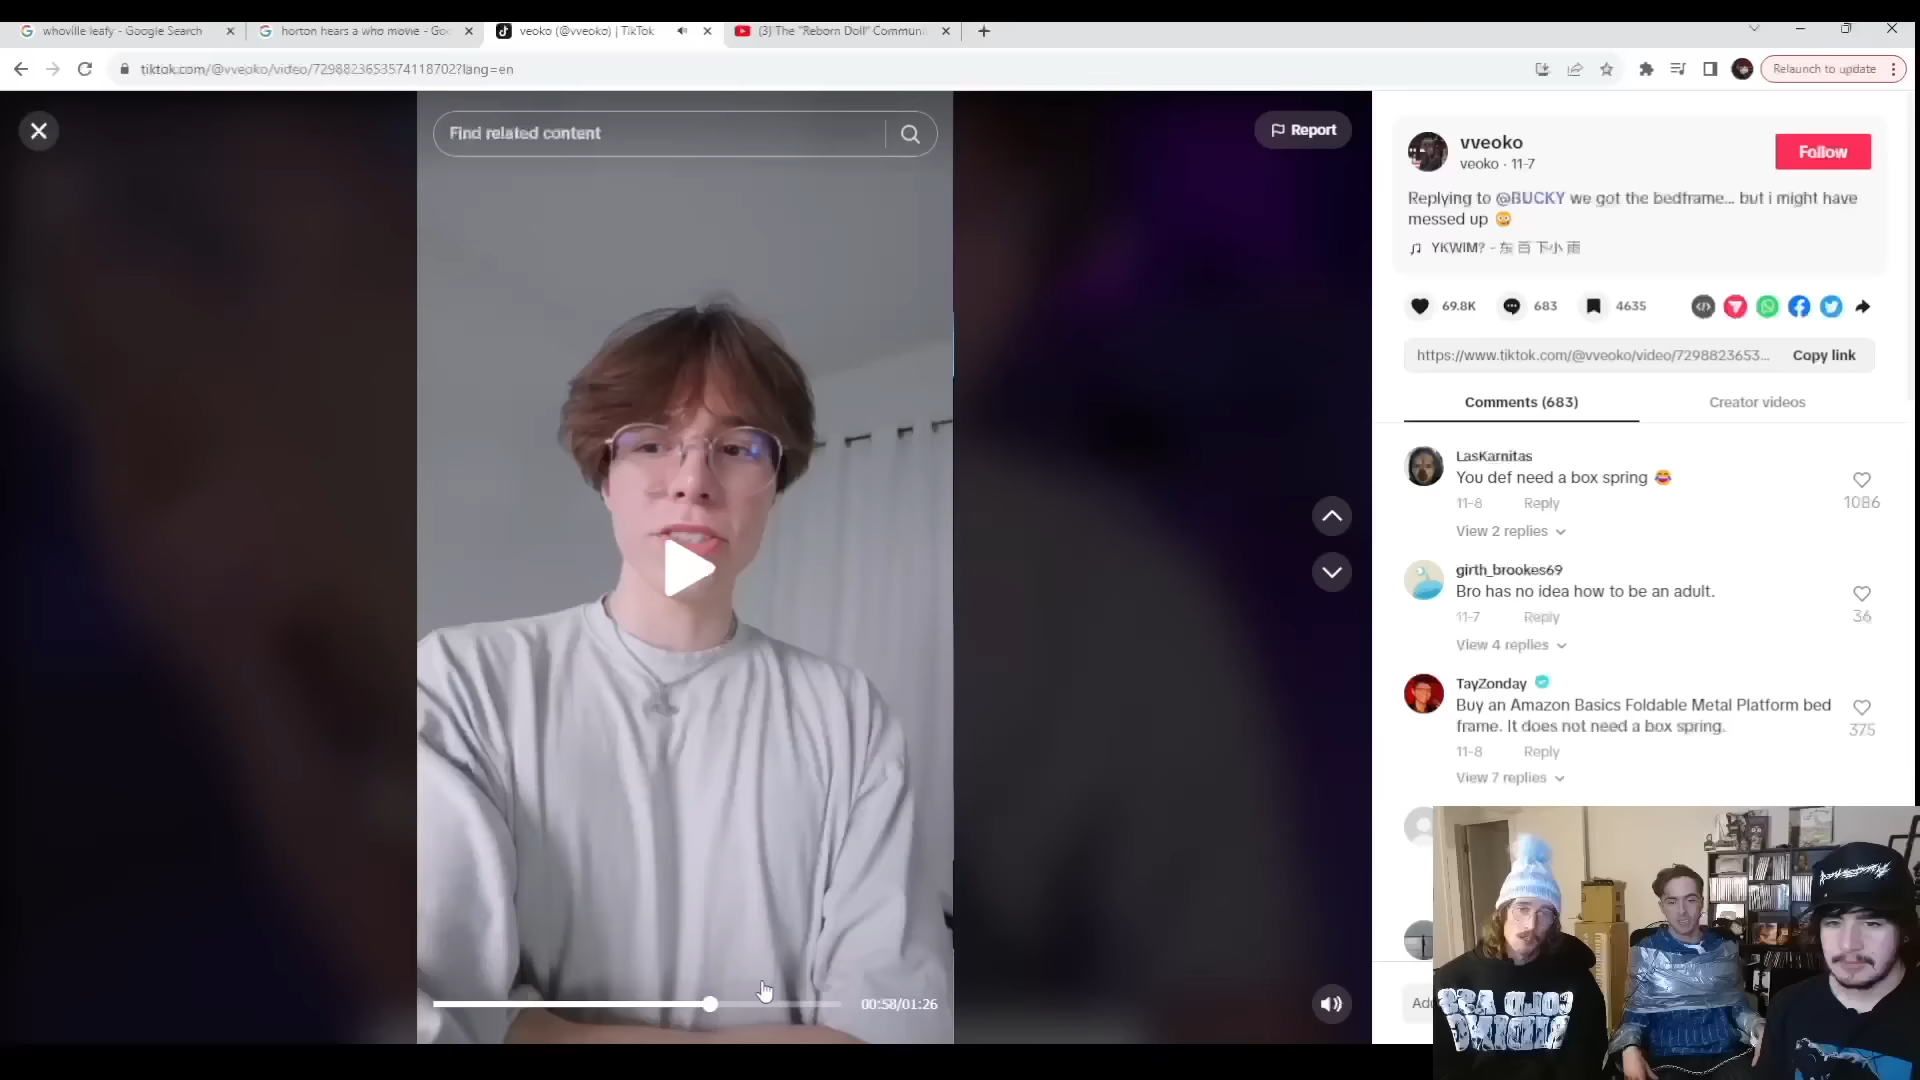 whoville leafy - Google Search
horton hears a who movie - Goo
veoko (@vveoko) | TikTok
(3) The "Reborn Doll" Communi
tiktok.com/@vveoko/video/7298823653574118702?lang=en
Relaunch to update
Find related content
Report
vveoko
veoko · 11-7
Follow
Replying to @BUCKY we got the bedframe... but i might have
messed up
YKWIM? -
69.8K
683
4635
https://www.tiktok.com/@vveoko/video/7298823653...
Copy link
Comments (683)
Creator videos
LasKarnitas
You def need a box spring 😂
11-8 Reply
1086
View 2 replies
girth_brookes69
Bro has no idea how to be an adult.
11-7 Reply
36
View 4 replies
TayZonday
Buy an Amazon Basics Foldable Metal Platform bed
frame. It does not need a box spring.
11-8 Reply
375
View 7 replies
00:58/01:26